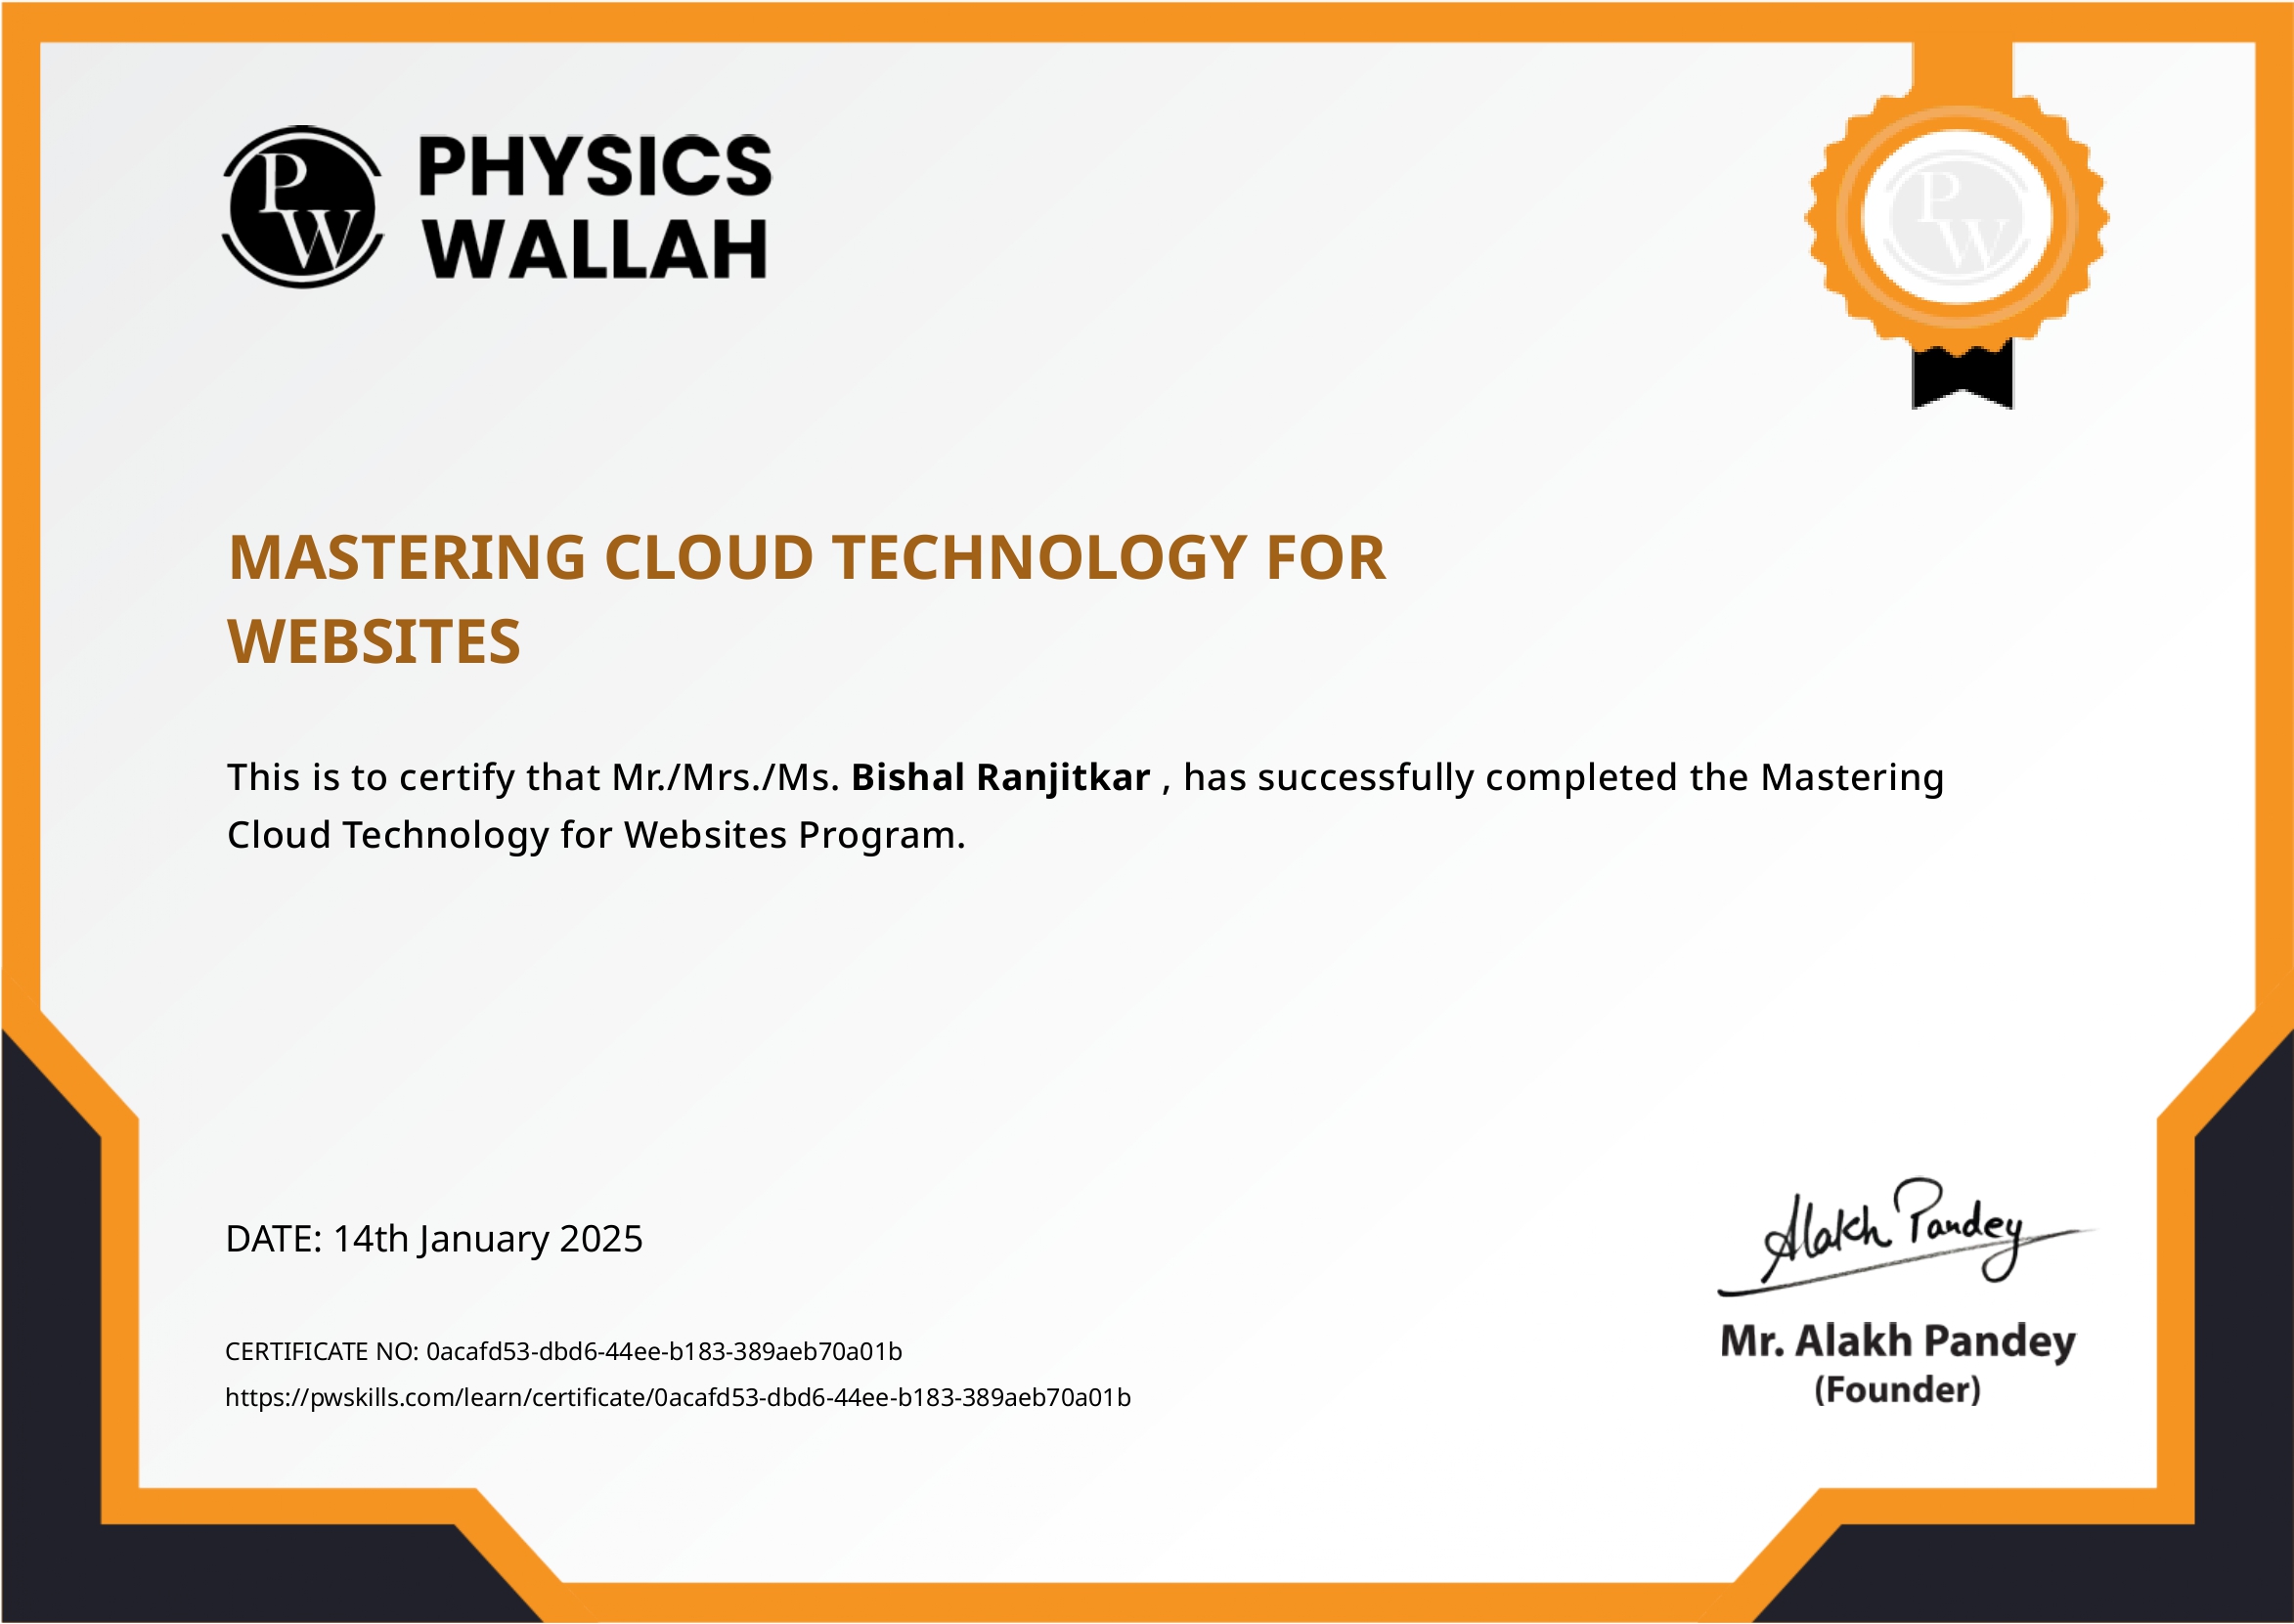 PW
PHYSICS
WALLAH
PW
MASTERING CLOUD TECHNOLOGY FOR
WEBSITES
This is to certify that Mr./Mrs./Ms. Bishal Ranjitkar , has successfully completed the Mastering
Cloud Technology for Websites Program.
DATE: 14th January 2025
CERTIFICATE NO: 0acafd53-dbd6-44ee-b183-389aeb70a01b
https://pwskills.com/learn/certificate/0acafd53-dbd6-44ee-b183-389aeb70a01b
Alakh Pandey
Mr. Alakh Pandey
(Founder)